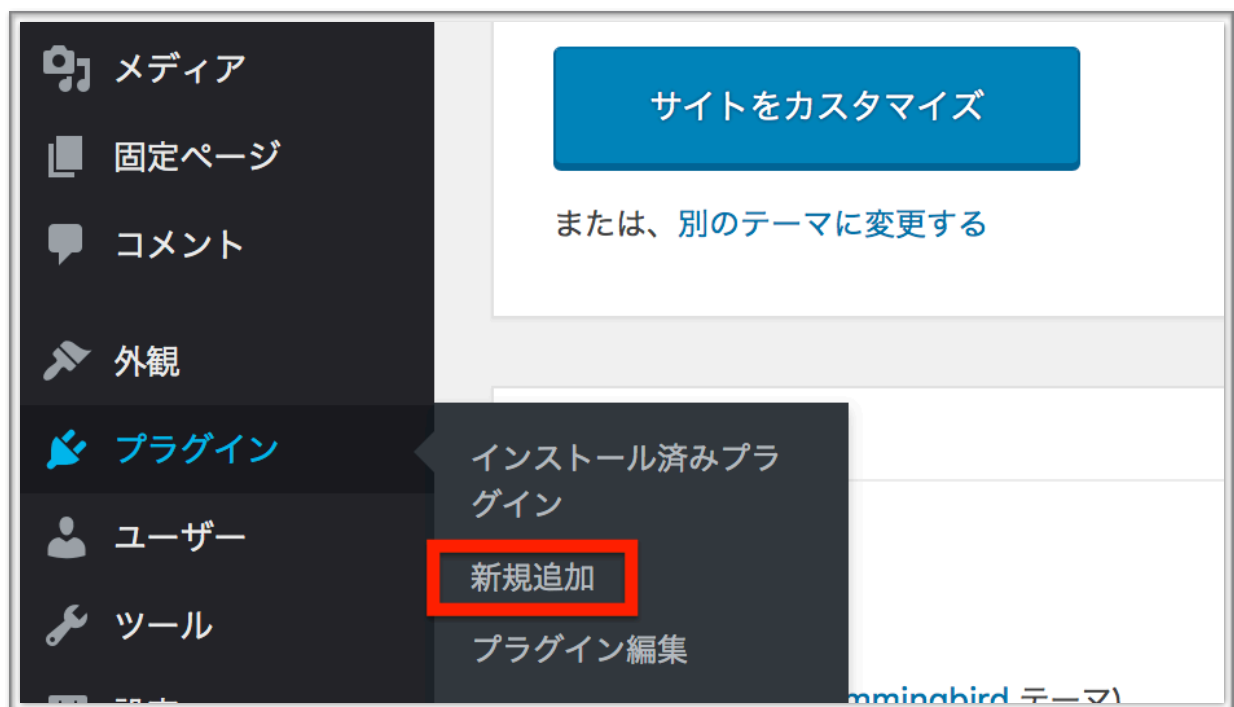 メディア
固定ページ
コメント
外観
プラグイン
ユーザー
ツール
サイトをカスタマイズ
または、別のテーマに変更する
インストール済みプラ
グイン
新規追加
プラグイン編集
mmingbird テーマ)